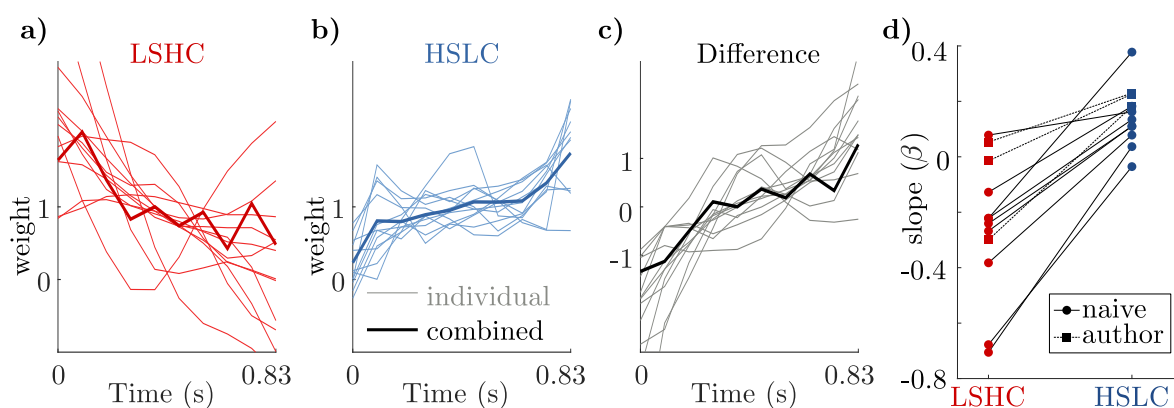 a)
LSHC
weight
1
0
0
0.83
Time (s)
b)
HSLC
weight
1
0
individual
combined
0
0.83
Time (s)
c)
Difference
1
0
-1
0
0.83
Time (s)
d)
slope (β)
0.4
0
-0.4
-0.8
naive
author
LSHC
HSLC